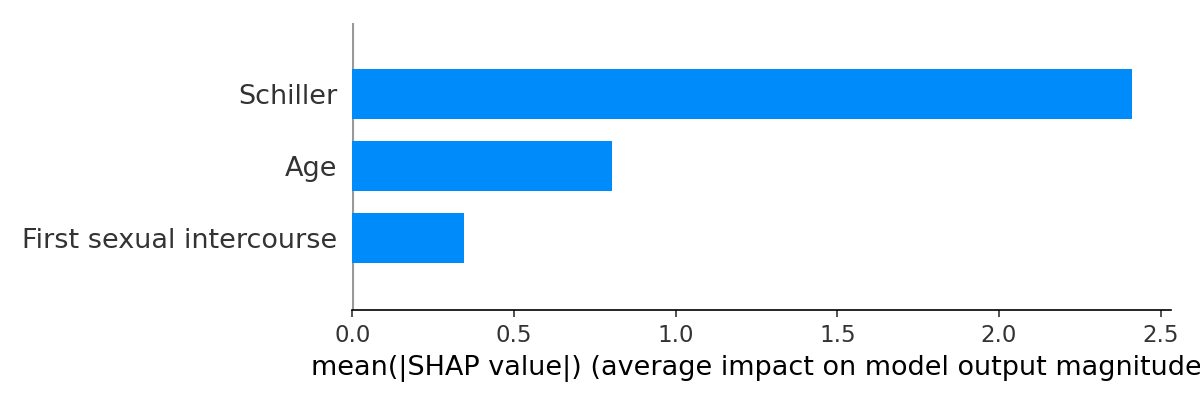 Schiller
Age
First sexual intercourse
0.0 0.5 1.0 1.5 2.0 2.5
mean(|SHAP value|) (average impact on model output magnitude